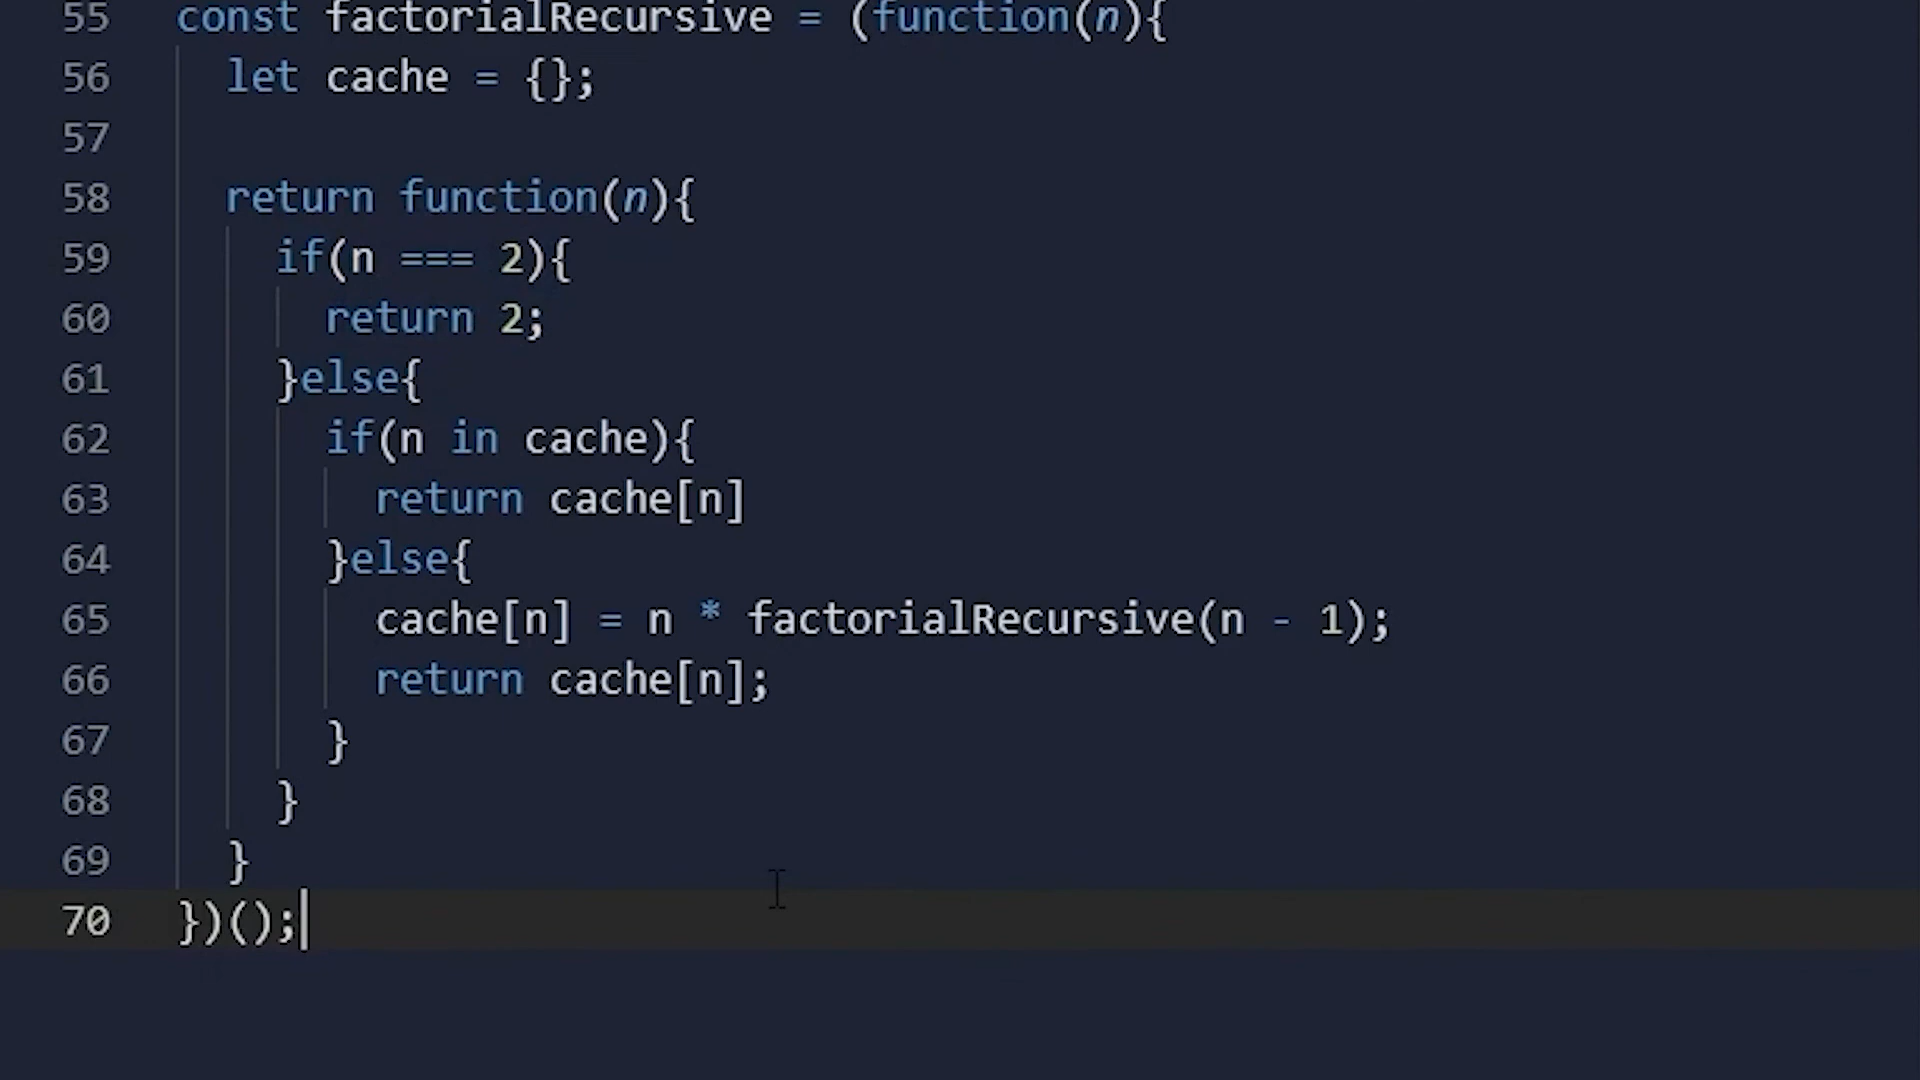 55 const factorialRecursive = (function(n){
56 let cache = {};
57
58 return function(n){
59 if(n === 2){
60 return 2;
61 }else{
62 if(n in cache){
63 return cache[n]
64 }else{
65 cache[n] = n * factorialRecursive(n - 1);
66 return cache[n];
67 }
68 }
69 }
70 })();